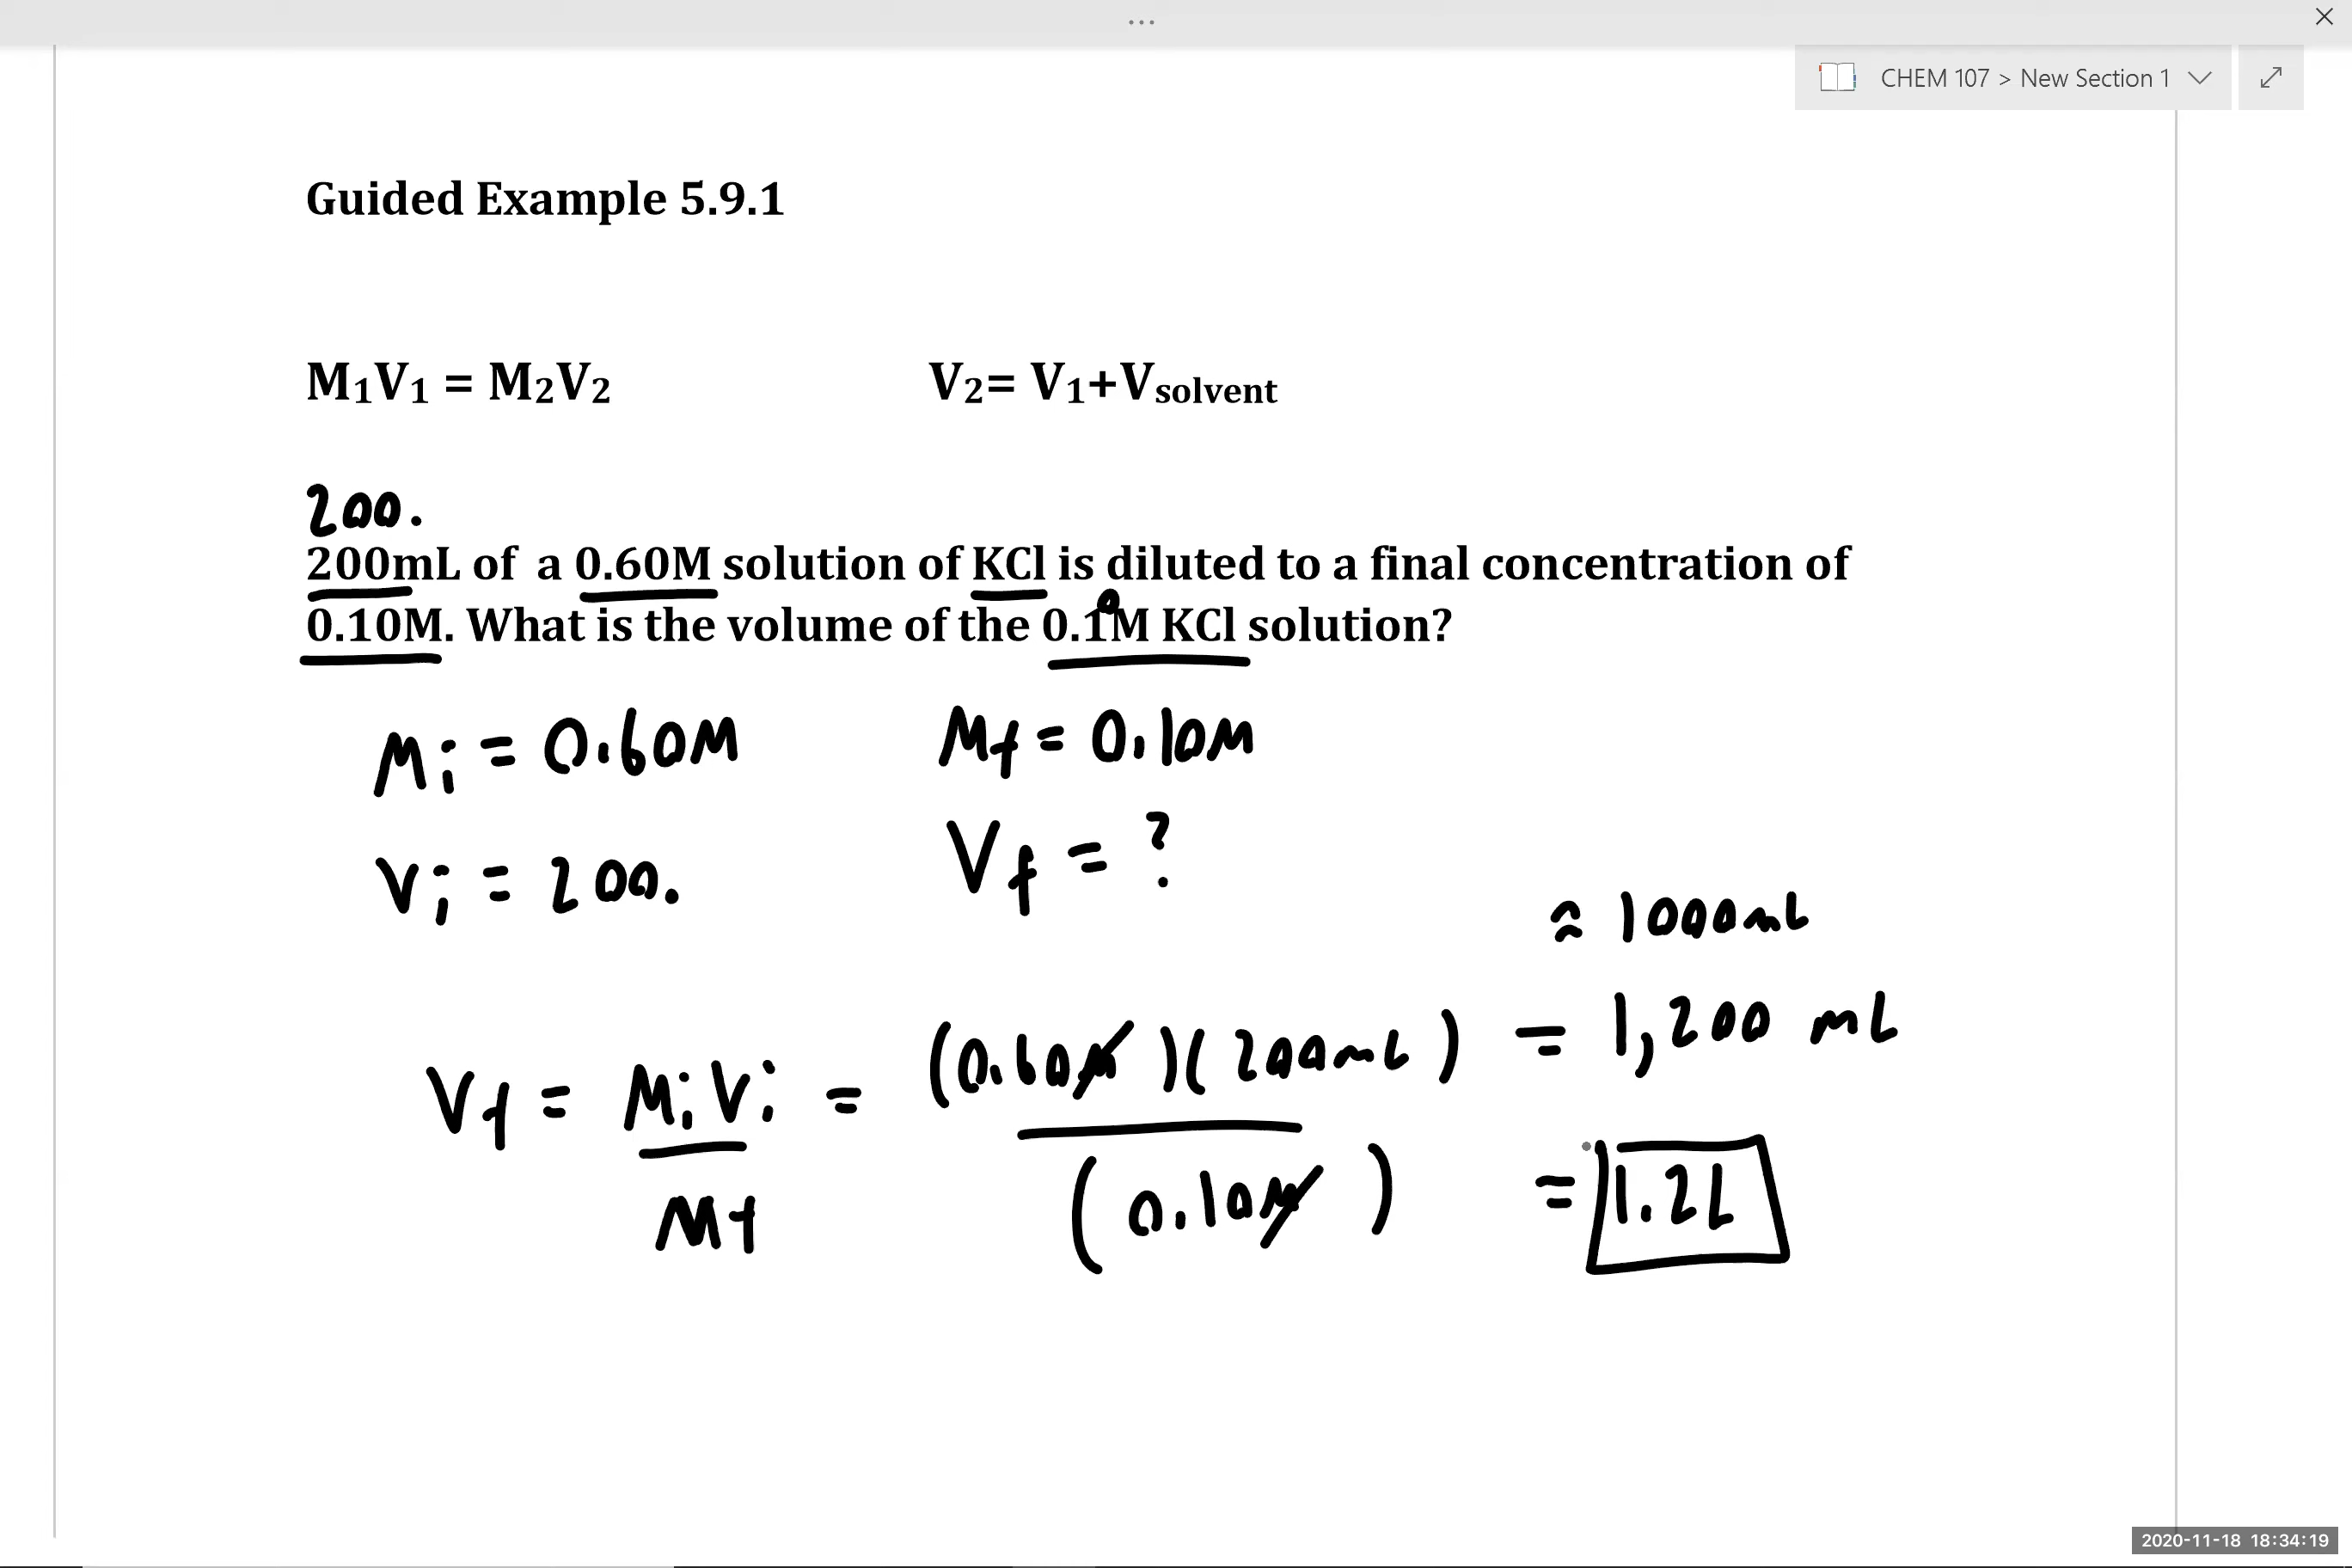 CHEM 107 > New Section 1
Guided Example 5.9.1
M₁V₁ = M₂V₂
V₂= V₁+Vsolvent
200.
200mL of a 0.60M solution of KCl is diluted to a final concentration of
0.10M. What is the volume of the 0.10M KCl solution?
Mi = 0.60M
Mf = 0.10M
Vi = 200.
Vf = ?
≈ 1000mL
Vf = MiVi = (0.60M)(200mL) = 1,200 mL
Mf (0.10M) = 1.2L
2020-11-18 18:34:19